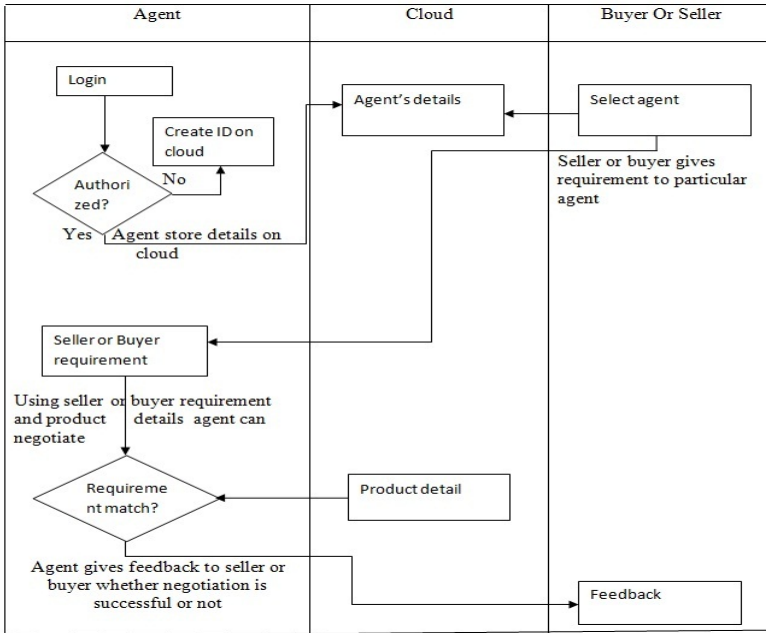 Agent
Cloud
Buyer Or Seller
Login
Create ID on
cloud
Authori
zed?
No
Yes
Agent store details on
cloud
Agent's details
Select agent
Seller or buyer gives
requirement to particular
agent
Seller or Buyer
requirement
Using seller or buyer requirement
and product details agent can
negotiate
Requireme
nt match?
Product detail
Agent gives feedback to seller or
buyer whether negotiation is
successful or not
Feedback